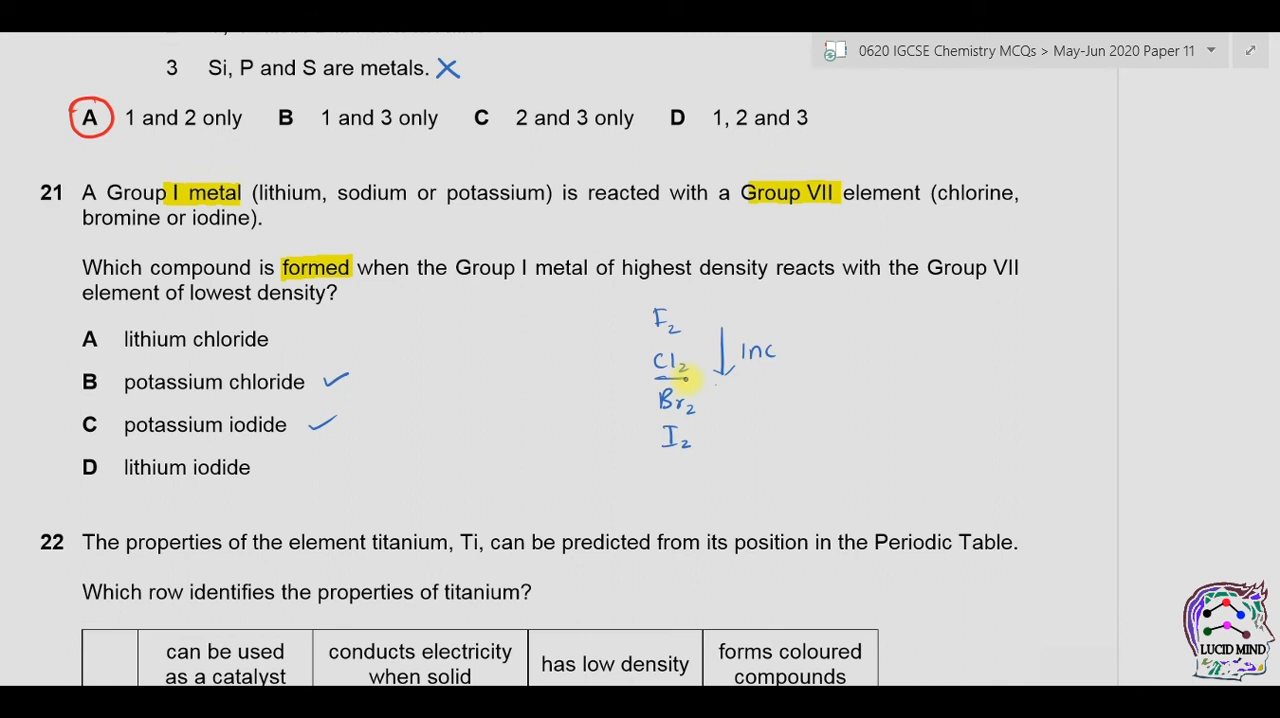 0620 IGCSE Chemistry MCQs > May-Jun 2020 Paper 11
3 Si, P and S are metals.
A 1 and 2 only B 1 and 3 only C 2 and 3 only D 1, 2 and 3
21 A Group I metal (lithium, sodium or potassium) is reacted with a Group VII element (chlorine,
bromine or iodine).
Which compound is formed when the Group I metal of highest density reacts with the Group VII
element of lowest density?
A lithium chloride
B potassium chloride
C potassium iodide
D lithium iodide
F2
Cl2
Br2
I2
Inc
22 The properties of the element titanium, Ti, can be predicted from its position in the Periodic Table.
Which row identifies the properties of titanium?
can be used
as a catalyst
conducts electricity
when solid
has low density
forms coloured
compounds
LUCID MIND